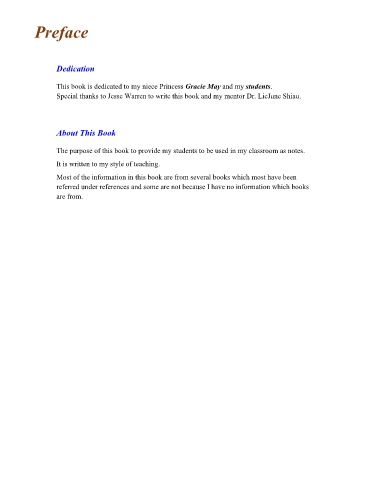 Preface
Dedication
This book is dedicated to my niece Princess Gracie May and my students.
Special thanks to Jesse Warren to write this book and my mentor Dr. LieJune Shiau.
About This Book
The purpose of this book to provide my students to be used in my classroom as notes.
It is written to my style of teaching.
Most of the information in this book are from several books which most have been
referred under references and some are not because I have no information which books
are from.